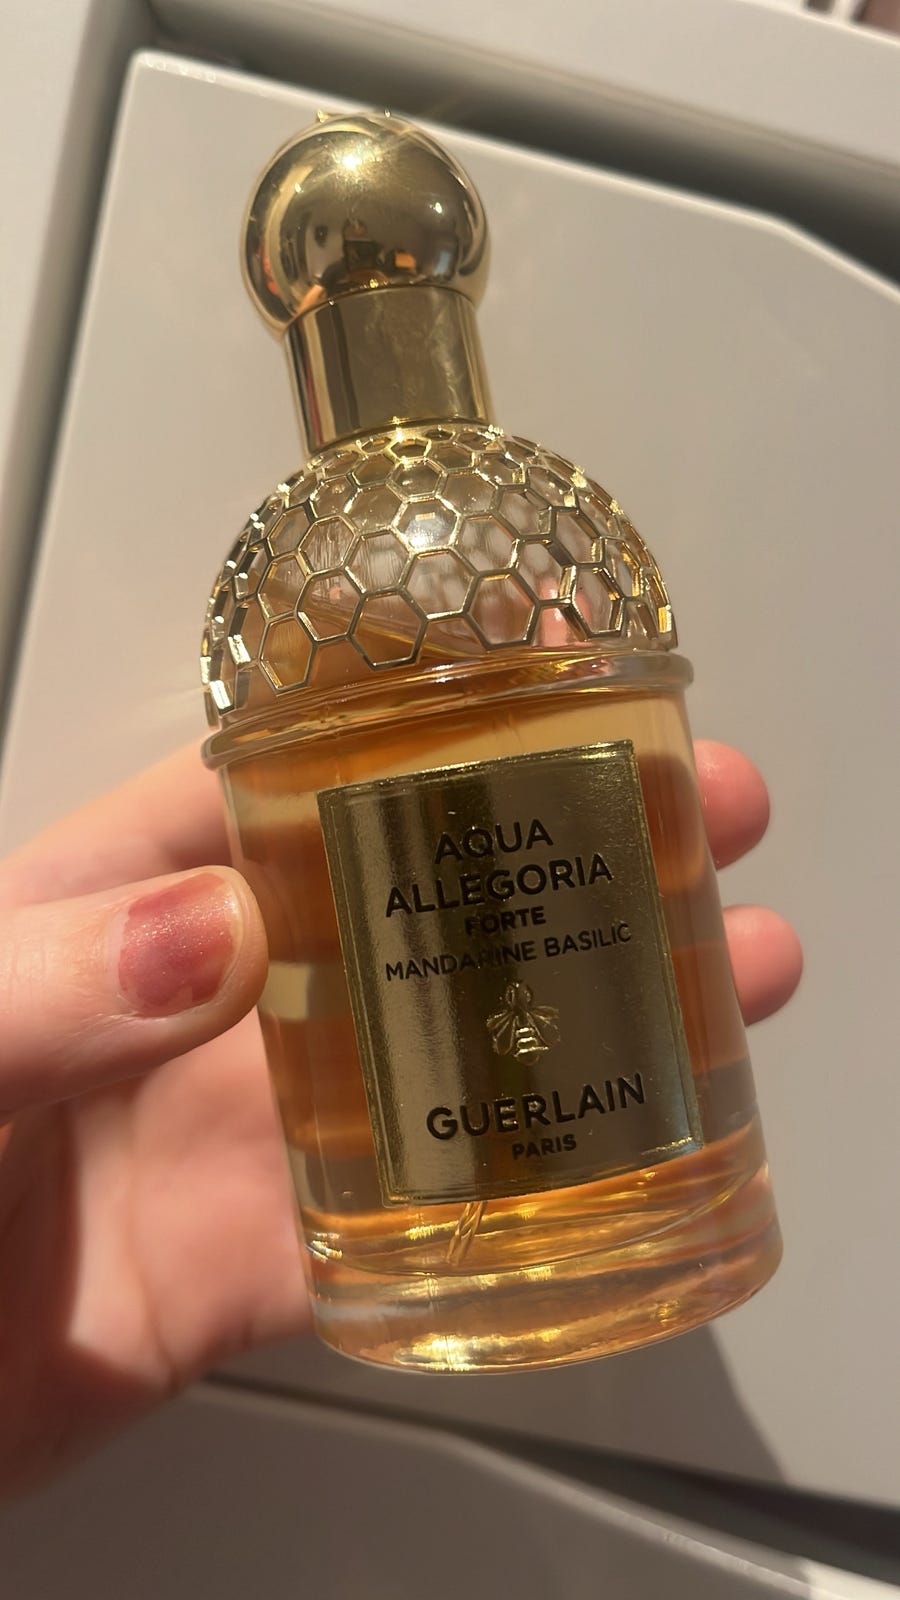 AQUA
ALLEGORIA
FORTE
MANDARINE BASILIC
GUERLAIN
PARIS